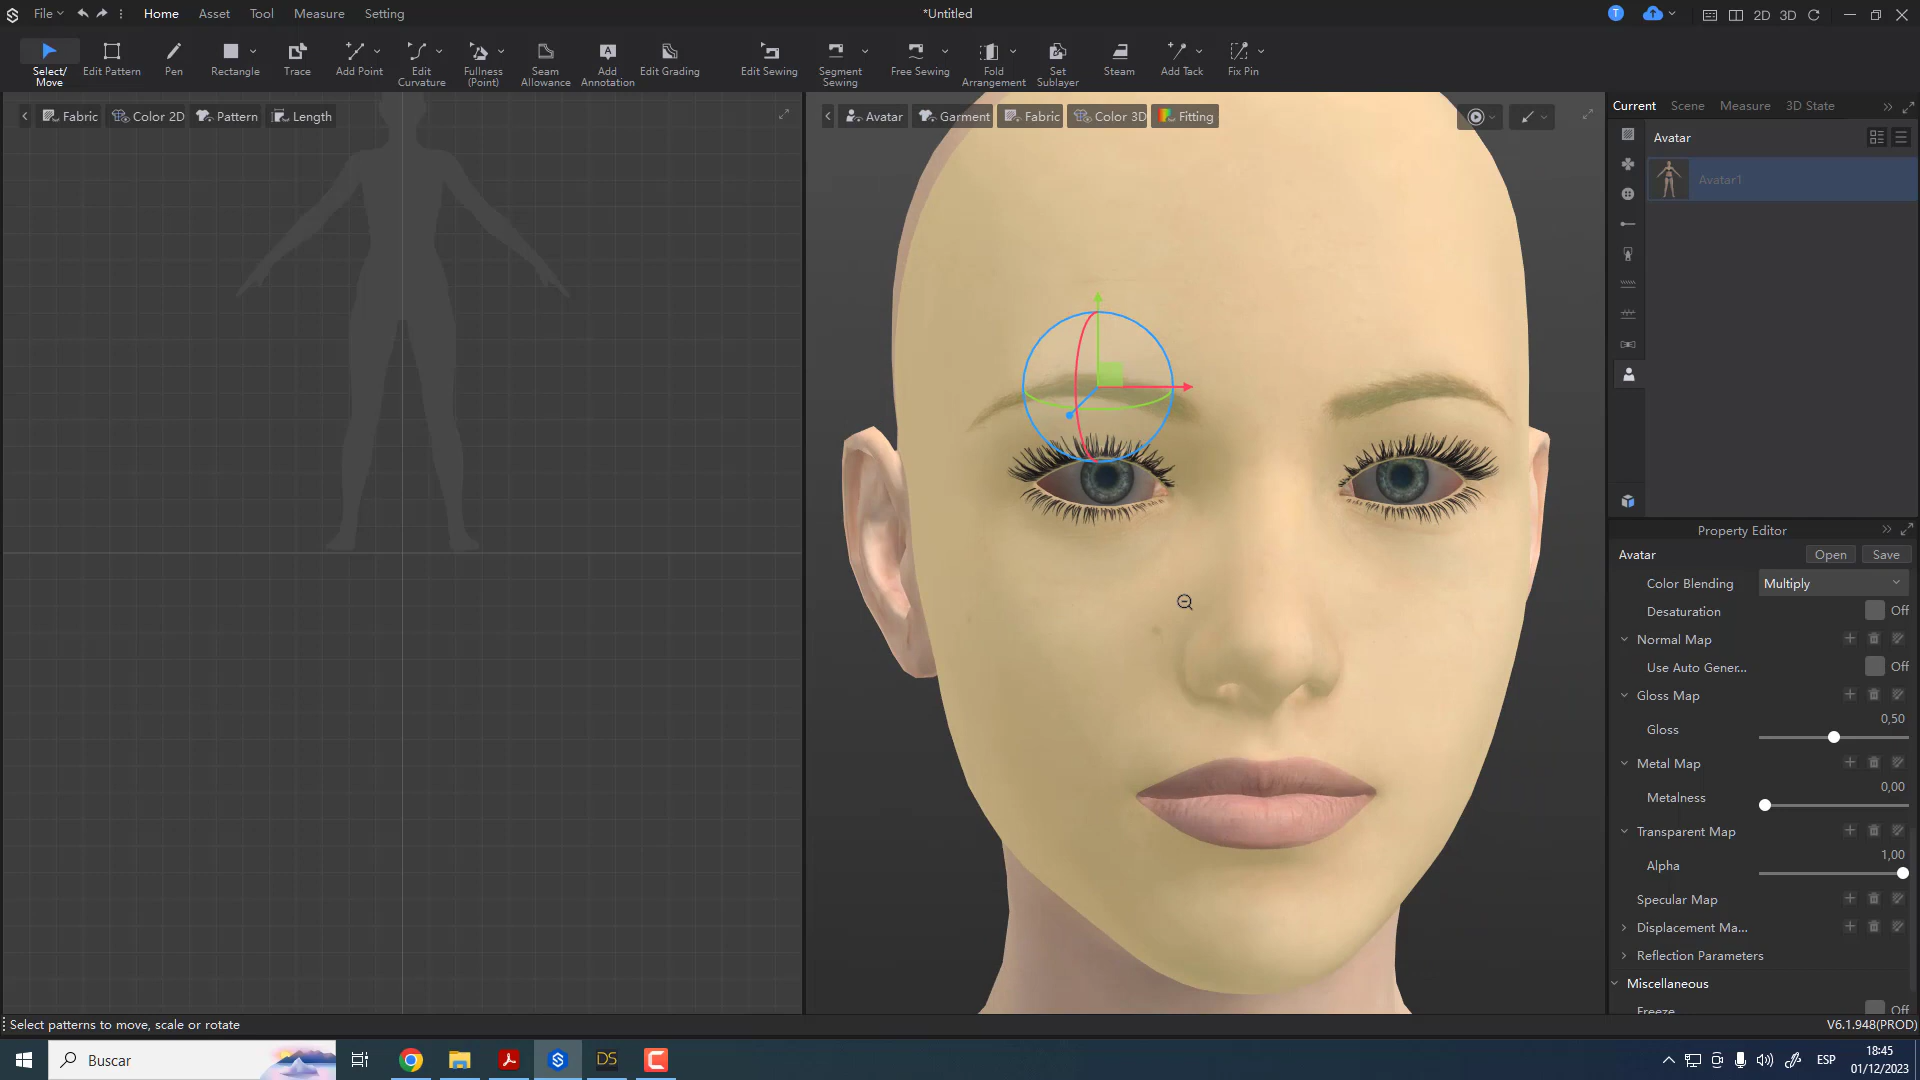 File
Home
Asset
Tool
Measure
Setting
*Untitled
T
2D
3D
Select/
Move
Edit Pattern
Pen
Rectangle
Trace
Add Point
Edit
Curvature
Fullness
(Point)
Seam
Allowance
Add
Annotation
Edit Grading
Edit Sewing
Segment
Sewing
Free Sewing
Fold
Arrangement
Set
Sublayer
Steam
Add Tack
Fix Pin
Fabric
Color 2D
Pattern
Length
Avatar
Garment
Fabric
Color 3D
Fitting
Current
Scene
Measure
3D State
Avatar
Avatar1
Property Editor
Avatar
Open
Save
Color Blending
Multiply
Desaturation
Off
Normal Map
Use Auto Gener...
Off
Gloss Map
0,50
Gloss
Metal Map
0,00
Metalness
Transparent Map
1,00
Alpha
Specular Map
Displacement Ma...
Reflection Parameters
Miscellaneous
Freeze
Off
Select patterns to move, scale or rotate
V6.1.948(PROD)
Buscar
DS
ESP
18:45
01/12/2023